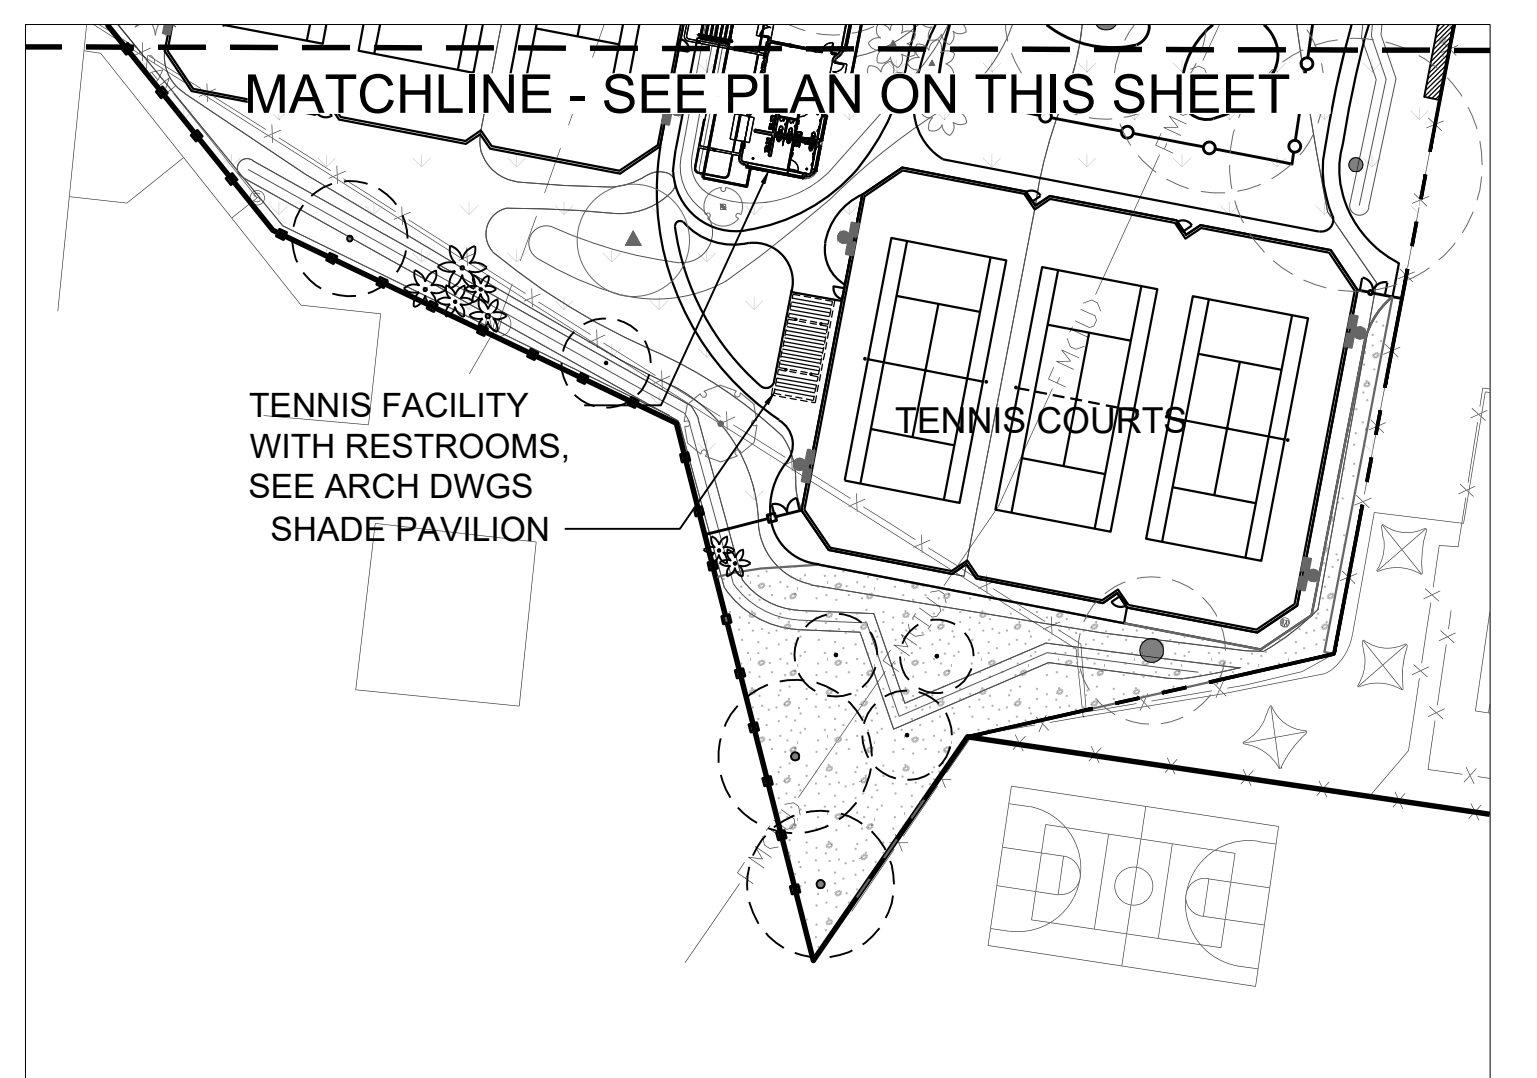 MATCHLINE - SEE PLAN ON THIS SHEET
TENNIS FACILITY
WITH RESTROOMS,
SEE ARCH DWGS
SHADE PAVILION
TENNIS COURTS